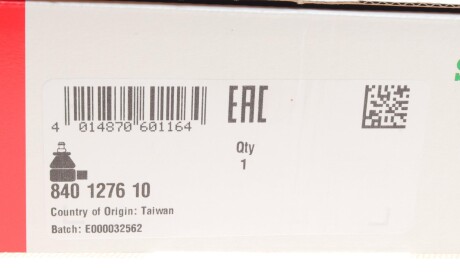 4 014870 601164
EAC
Qty
1
840 1276 10
Country of Origin: Taiwan
Batch: E000032562
S